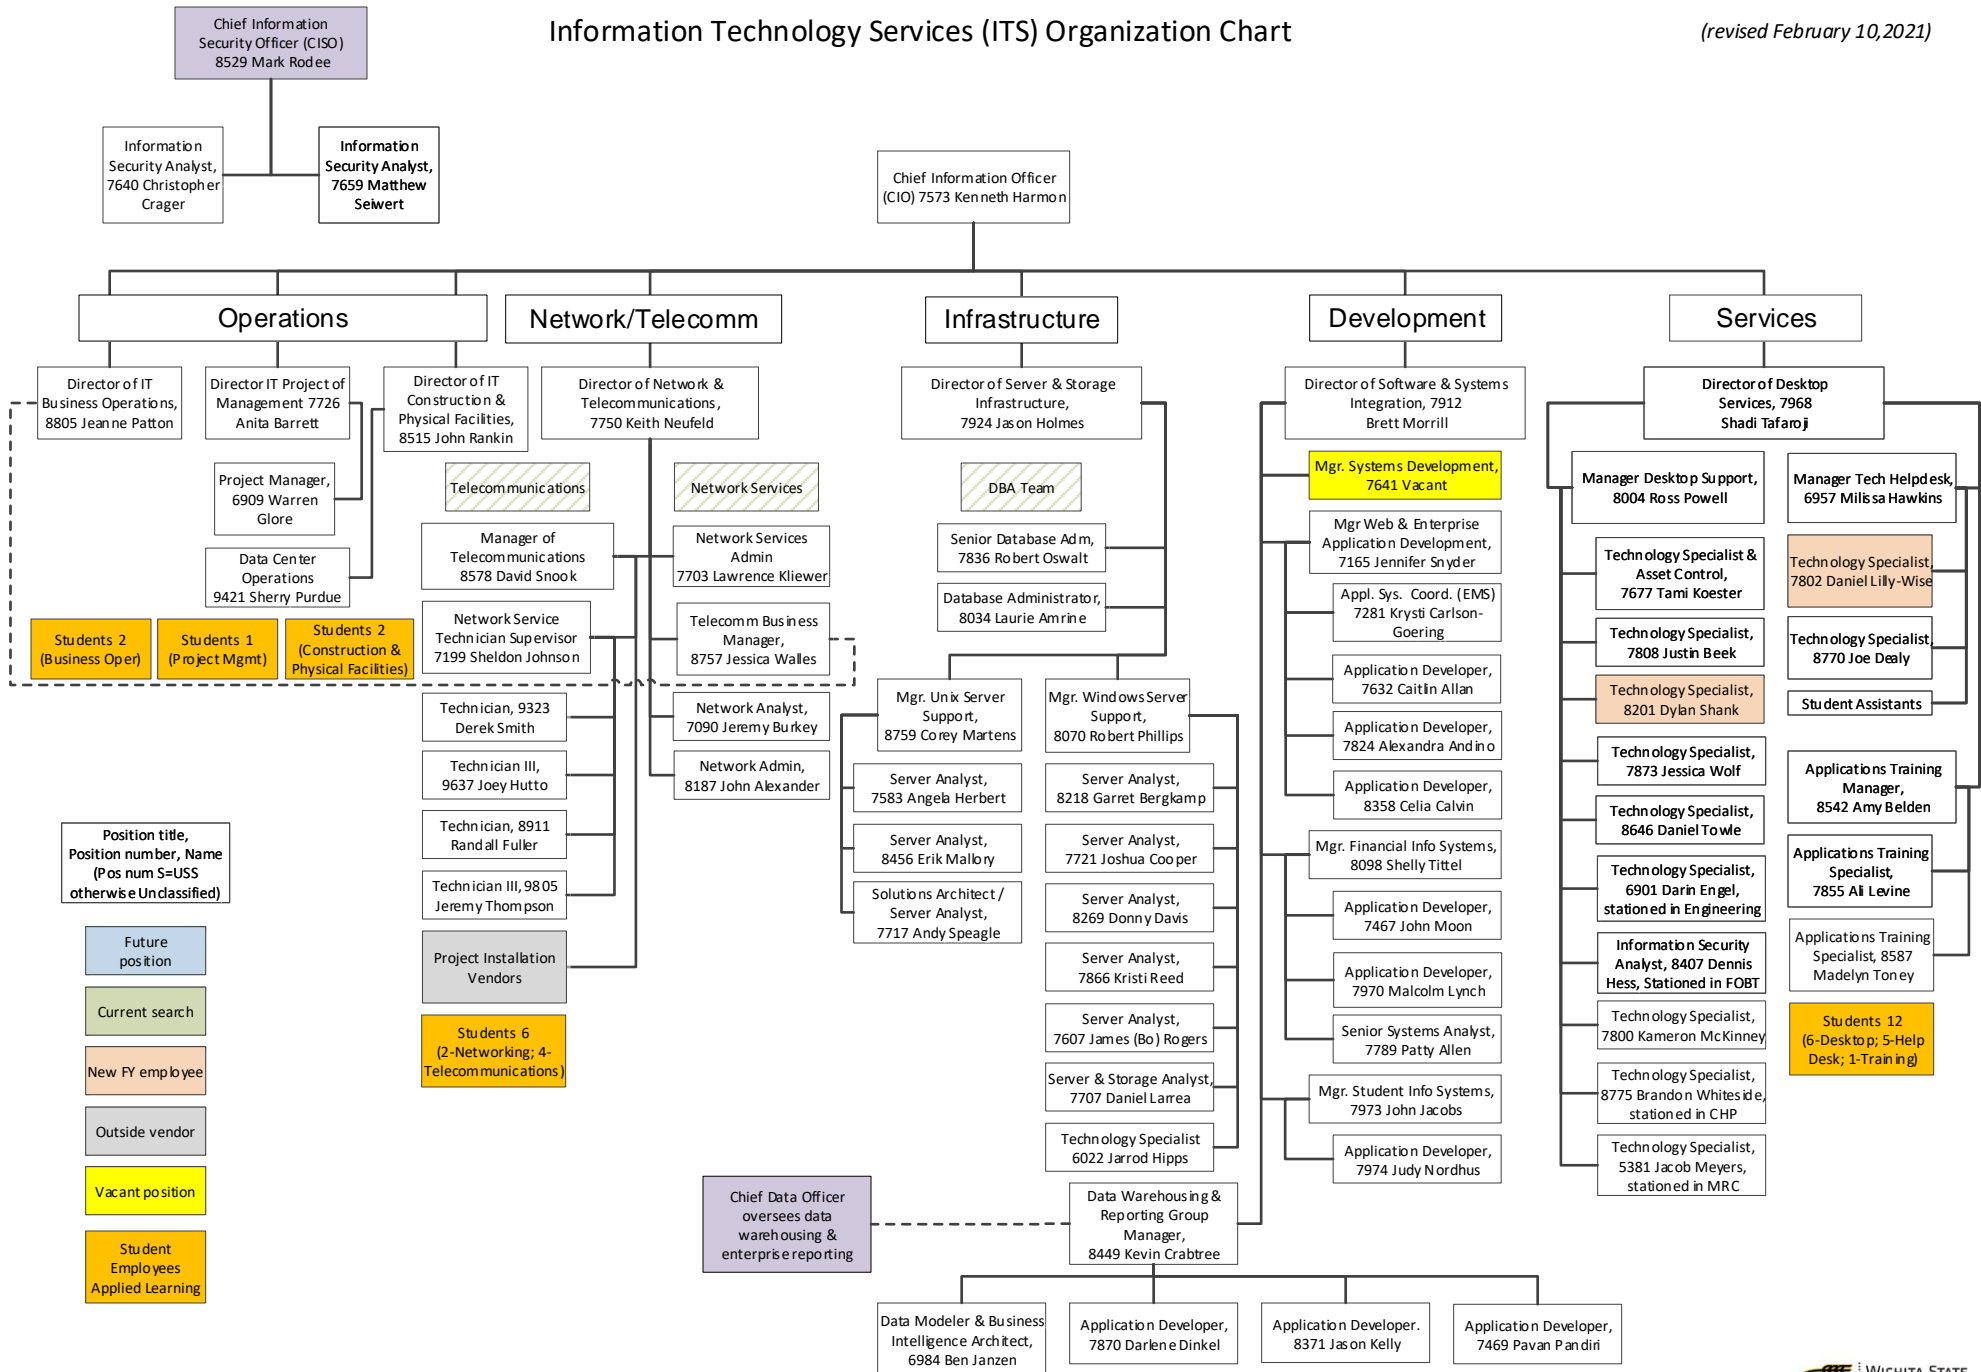 Chief Information
Security Officer (CISO)
8529 Mark Rodee
Information Technology Services (ITS) Organization Chart
(revised February 10,2021)
Information
Security Analyst,
7640 Christopher
Crager
Information
Security Analyst,
7659 Matthew
Seiwert
Chief Information Officer
(CIO) 7573 Kenneth Harmon
Operations
Network/Telecomm
Infrastructure
Development
Services
Director of IT
Business Operations,
8805 Jeanne Patton
Director IT Project of
Management 7726
Anita Barrett
Director of IT
Construction &
Physical Facilities,
8515 John Rankin
Project Manager,
6909 Warren
Glore
Data Center
Operations
9421 Sherry Purdue
Students 2
(Business Oper)
Students 1
(Project Mgmt)
Students 2
(Construction &
Physical Facilities)
Director of Network &
Telecommunications,
7750 Keith Neufeld
Telecommunications
Network Services
Manager of
Telecommunications
8578 David Snook
Network Service
Technician Supervisor
7199 Sheldon Johnson
Technician, 9323
Derek Smith
Technician III,
9637 Joey Hutto
Technician, 8911
Randall Fuller
Technician III, 9805
Jeremy Thompson
Project Installation
Vendors
Students 6
(2-Networking; 4-
Telecommunications)
Network Services
Admin
7703 Lawrence Kliewer
Telecomm Business
Manager,
8757 Jessica Walles
Network Analyst,
7090 Jeremy Burkey
Network Admin,
8187 John Alexander
Director of Server & Storage
Infrastructure,
7924 Jason Holmes
DBA Team
Senior Database Adm,
7836 Robert Oswalt
Database Administrator,
8034 Laurie Amrine
Mgr. Unix Server
Support,
8759 Corey Martens
Server Analyst,
7583 Angela Herbert
Server Analyst,
8456 Erik Mallory
Solutions Architect /
Server Analyst,
7717 Andy Speagle
Mgr. Windows Server
Support,
8070 Robert Phillips
Server Analyst,
8218 Garret Bergkamp
Server Analyst,
7721 Joshua Cooper
Server Analyst,
8269 Donny Davis
Server Analyst,
7866 Kristi Reed
Server Analyst,
7607 James (Bo) Rogers
Server & Storage Analyst,
7707 Daniel Larrea
Technology Specialist
6022 Jarrod Hipps
Director of Software & Systems
Integration, 7912
Brett Morrill
Mgr. Systems Development,
7641 Vacant
Mgr Web & Enterprise
Application Development,
7165 Jennifer Snyder
Appl. Sys. Coord. (EMS)
7281 Krysti Carlson-
Goering
Application Developer,
7632 Caitlin Allan
Application Developer,
7824 Alexandra Andino
Application Developer,
8358 Celia Calvin
Mgr. Financial Info Systems,
8098 Shelly Tittel
Application Developer,
7467 John Moon
Application Developer,
7970 Malcolm Lynch
Senior Systems Analyst,
7789 Patty Allen
Mgr. Student Info Systems,
7973 John Jacobs
Application Developer,
7974 Judy Nordhus
Director of Desktop
Services, 7968
Shadi Tafaroji
Manager Desktop Support,
8004 Ross Powell
Technology Specialist &
Asset Control,
7677 Tami Koester
Technology Specialist,
7808 Justin Beek
Technology Specialist,
8201 Dylan Shank
Technology Specialist,
7873 Jessica Wolf
Technology Specialist,
8646 Daniel Towle
Technology Specialist,
6901 Darin Engel,
stationed in Engineering
Information Security
Analyst, 8407 Dennis
Hess, Stationed in FOBT
Technology Specialist,
7800 Kameron McKinney
Technology Specialist,
8775 Brandon Whiteside,
stationed in CHP
Technology Specialist,
5381 Jacob Meyers,
stationed in MRC
Manager Tech Helpdesk,
6957 Milissa Hawkins
Technology Specialist,
7802 Daniel Lilly-Wise
Technology Specialist,
8770 Joe Dealy
Student Assistants
Applications Training
Manager,
8542 Amy Belden
Applications Training
Specialist,
7855 Ali Levine
Applications Training
Specialist, 8587
Madelyn Toney
Students 12
(6-Desktop; 5-Help
Desk; 1-Training)
Position title,
Position number, Name
(Pos num S=USS
otherwise Unclassified)
Future
position
Current search
New FY employee
Outside vendor
Vacant position
Student
Employees
Applied Learning
Chief Data Officer
oversees data
warehousing &
enterprise reporting
Data Warehousing &
Reporting Group
Manager,
8449 Kevin Crabtree
Data Modeler & Business
Intelligence Architect,
6984 Ben Janzen
Application Developer,
7870 Darlene Dinkel
Application Developer.
8371 Jason Kelly
Application Developer,
7469 Pavan Pandiri
WICHITA STATE